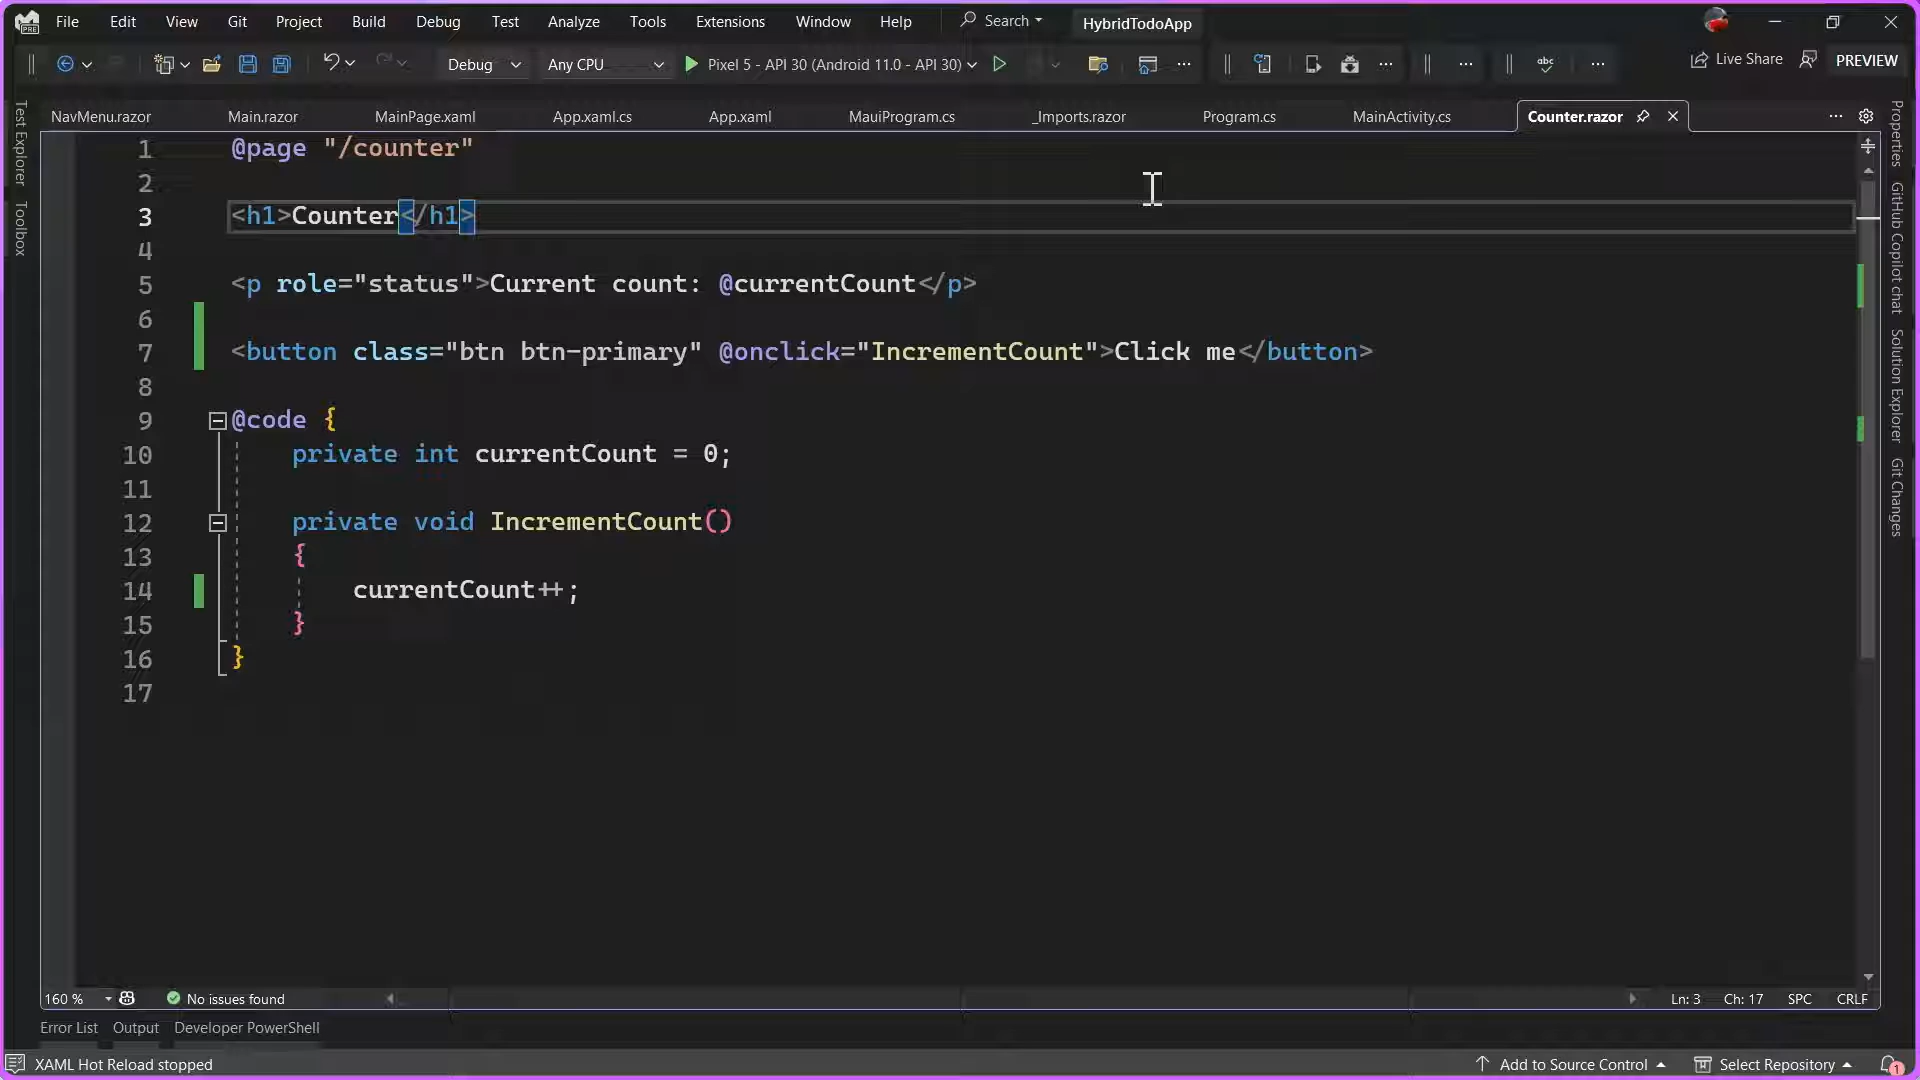 File Edit View Git Project Build Debug Test Analyze Tools Extensions Window Help Search HybridTodoApp
Debug Any CPU Pixel 5 - API 30 (Android 11.0 - API 30) abc Live Share PREVIEW
NavMenu.razor Main.razor MainPage.xaml App.xaml.cs App.xaml MauiProgram.cs _Imports.razor Program.cs MainActivity.cs Counter.razor
Test Explorer
Toolbox
1 @page "/counter"
2
3 <h1>Counter</h1>
4
5 <p role="status">Current count: @currentCount</p>
6
7 <button class="btn btn-primary" @onclick="IncrementCount">Click me</button>
8
9 @code {
10 private int currentCount = 0;
11
12 private void IncrementCount()
13 {
14 currentCount++;
15 }
16 }
17
Properties
GitHub Copilot chat
Solution Explorer
Git Changes
160 % No issues found Ln: 3 Ch: 17 SPC CRLF
Error List Output Developer PowerShell
XAML Hot Reload stopped Add to Source Control Select Repository 1